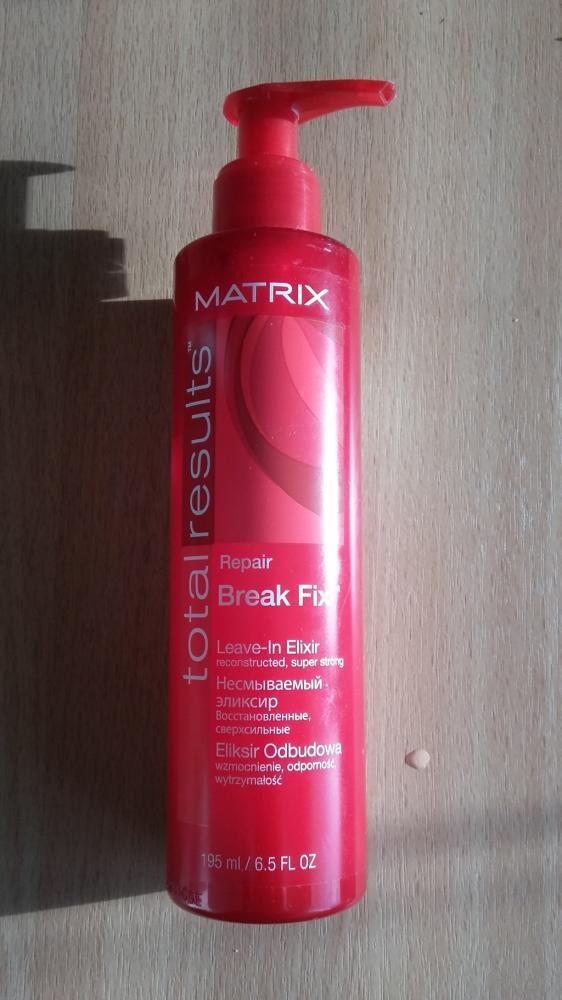 MATRIX
total results™
Repair
Break Fix
Leave-In Elixir
reconstructed, super strong
Несмываемый
эликсир
Восстановленные,
сверхсильные
Eliksir Odbudowa
wzmocnienie, odporność,
wytrzymałość
195 ml / 6.5 FL OZ